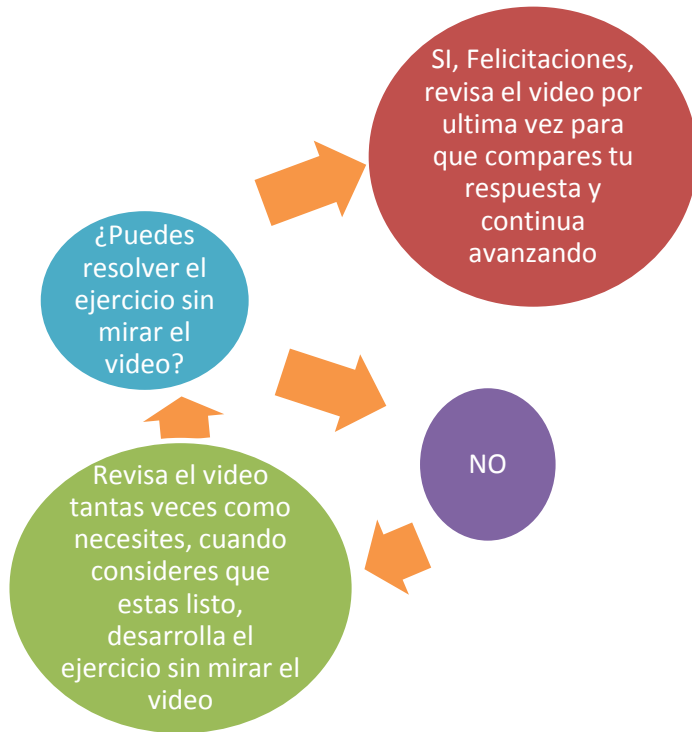 SI, Felicitaciones,
revisa el video por
ultima vez para
que compares tu
respuesta y
continua
avanzando
¿Puedes
resolver el
ejercicio sin
mirar el
video?
NO
Revisa el video
tantas veces como
necesites, cuando
consideres que
estas listo,
desarrolla el
ejercicio sin mirar el
video